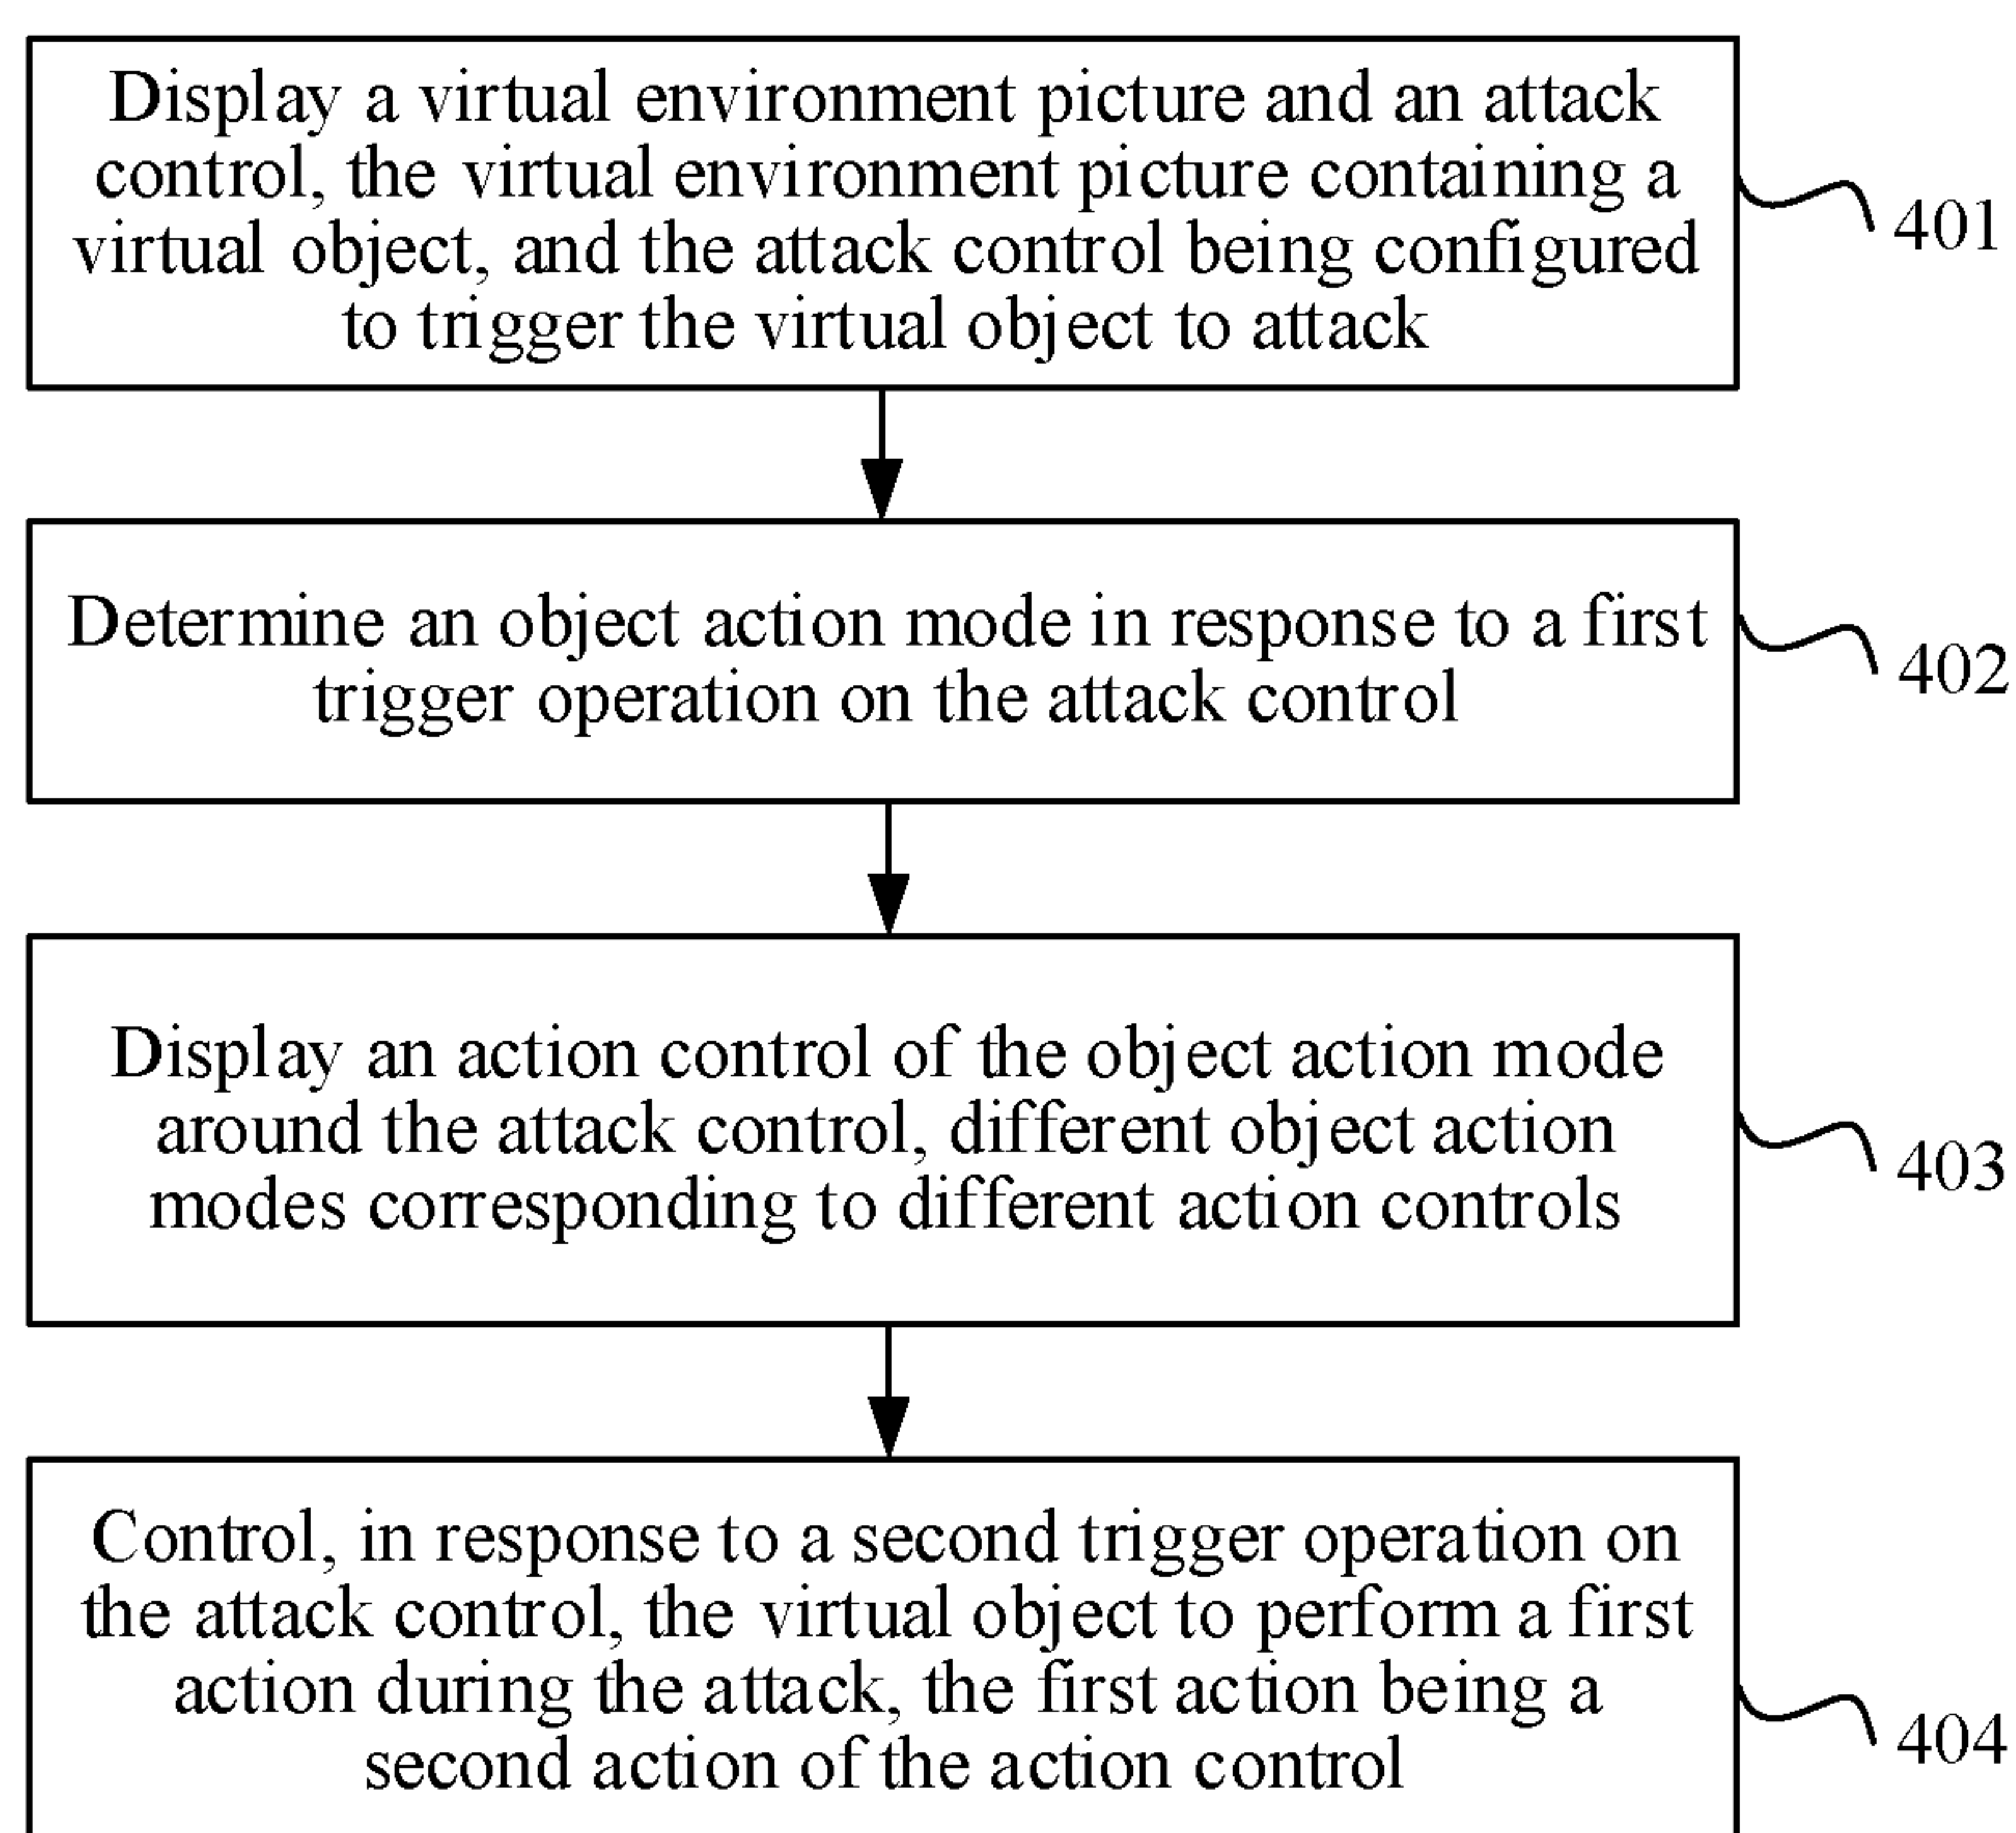 Display a virtual environment picture and an attack
control, the virtual environment picture containing a
virtual object, and the attack control being configured
to trigger the virtual object to attack
401
Determine an object action mode in response to a first
trigger operation on the attack control
402
Display an action control of the object action mode
around the attack control, different object action
modes corresponding to different action controls
403
Control, in response to a second trigger operation on
the attack control, the virtual object to perform a first
action during the attack, the first action being a
second action of the action control
404